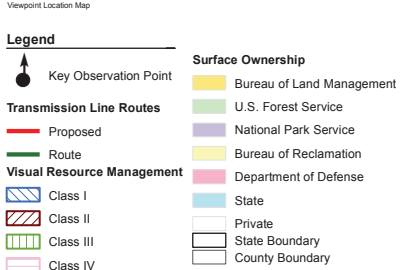 Viewpoint Location Map
Legend
Key Observation Point
Transmission Line Routes
Proposed
Route
Visual Resource Management
Class I
Class II
Class III
Class IV
Surface Ownership
Bureau of Land Management
U.S. Forest Service
National Park Service
Bureau of Reclamation
Department of Defense
State
Private
State Boundary
County Boundary